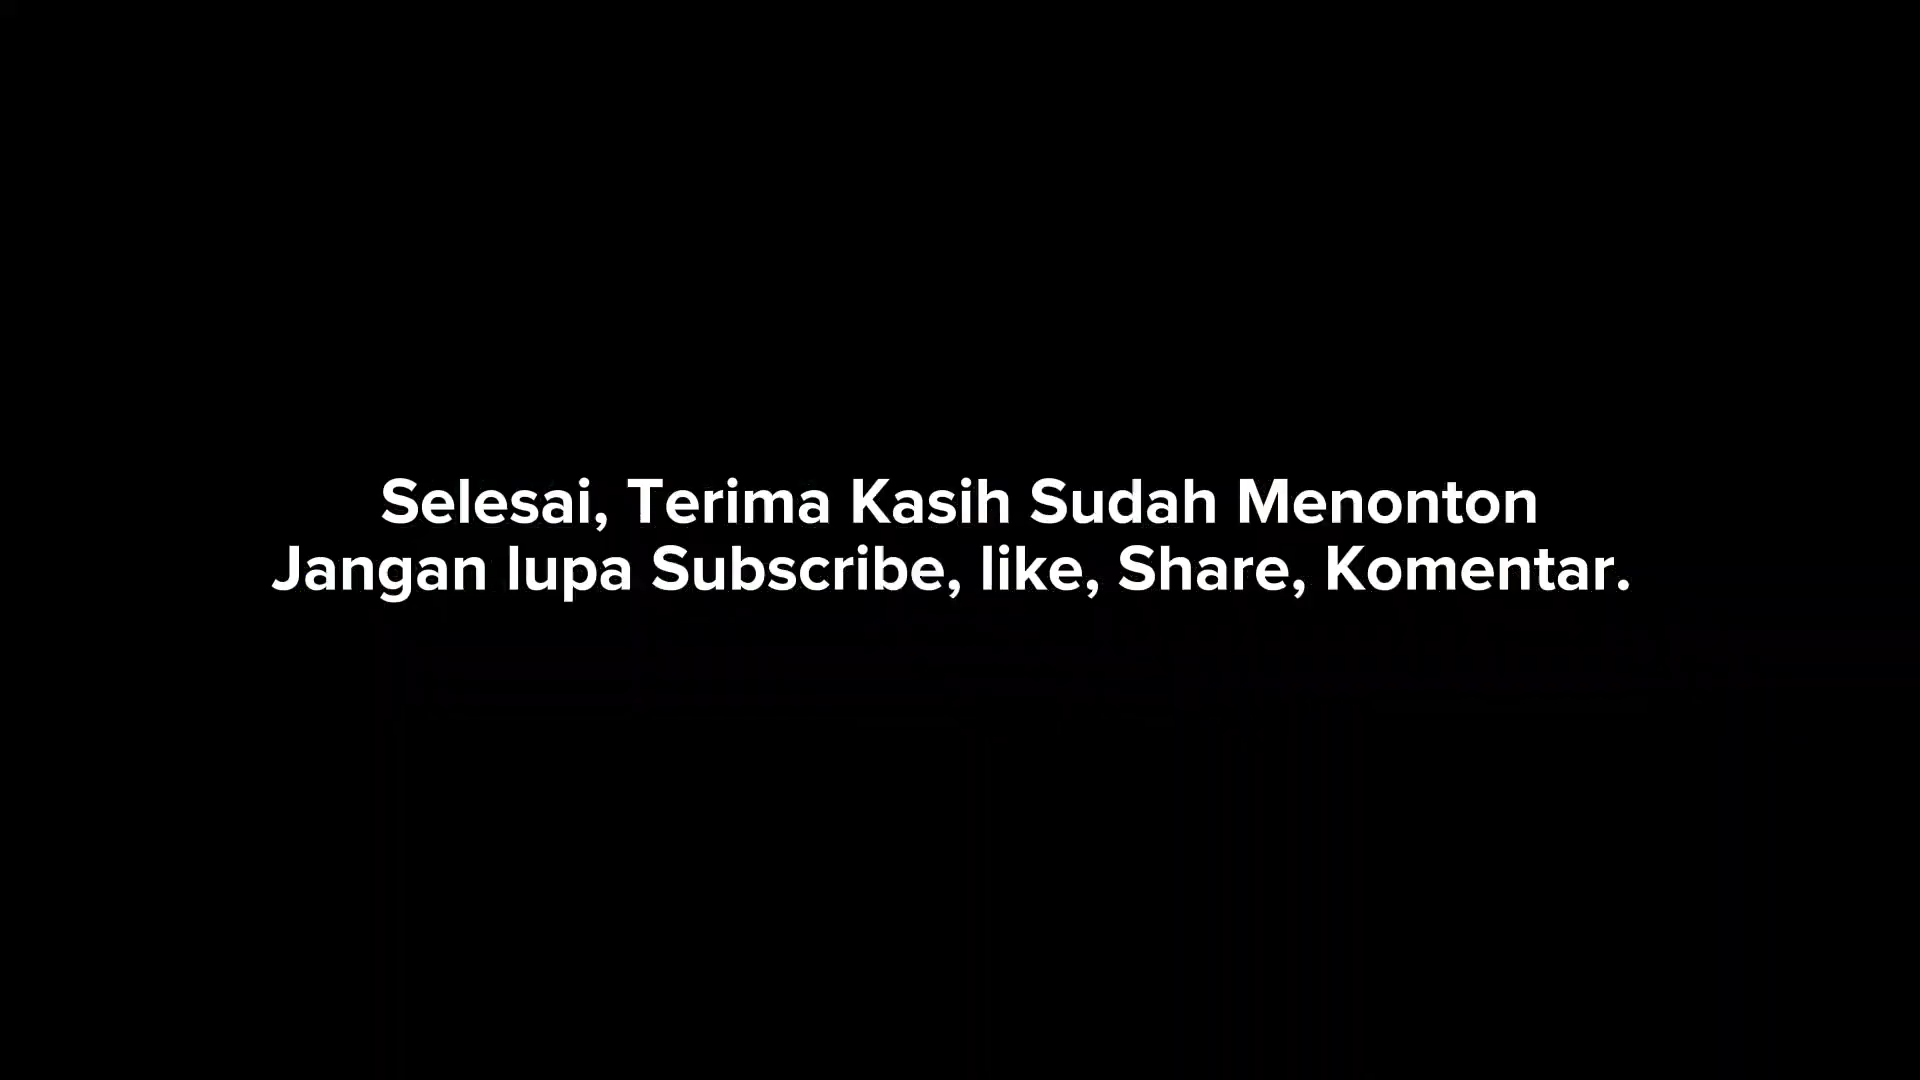 Selesai, Terima Kasih Sudah Menonton
Jangan lupa Subscribe, like, Share, Komentar.